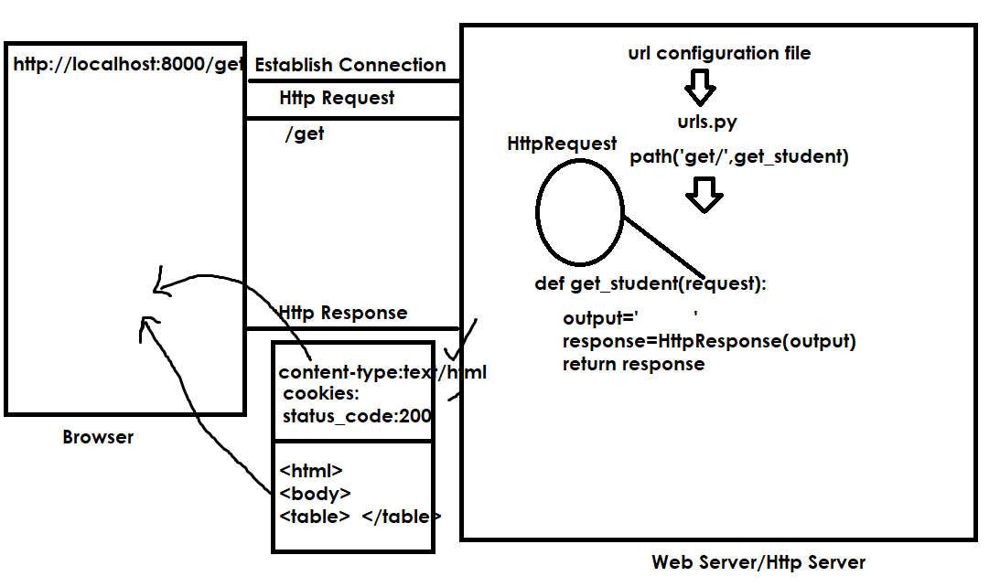 http://localhost:8000/get
Browser
Establish Connection
Http Request
/get
Http Response
content-type:text/html
cookies:
status_code:200
<html>
<body>
<table> </table>
url configuration file
urls.py
path('get/',get_student)
HttpRequest
def get_student(request):
output=' '
response=HttpResponse(output)
return response
Web Server/Http Server